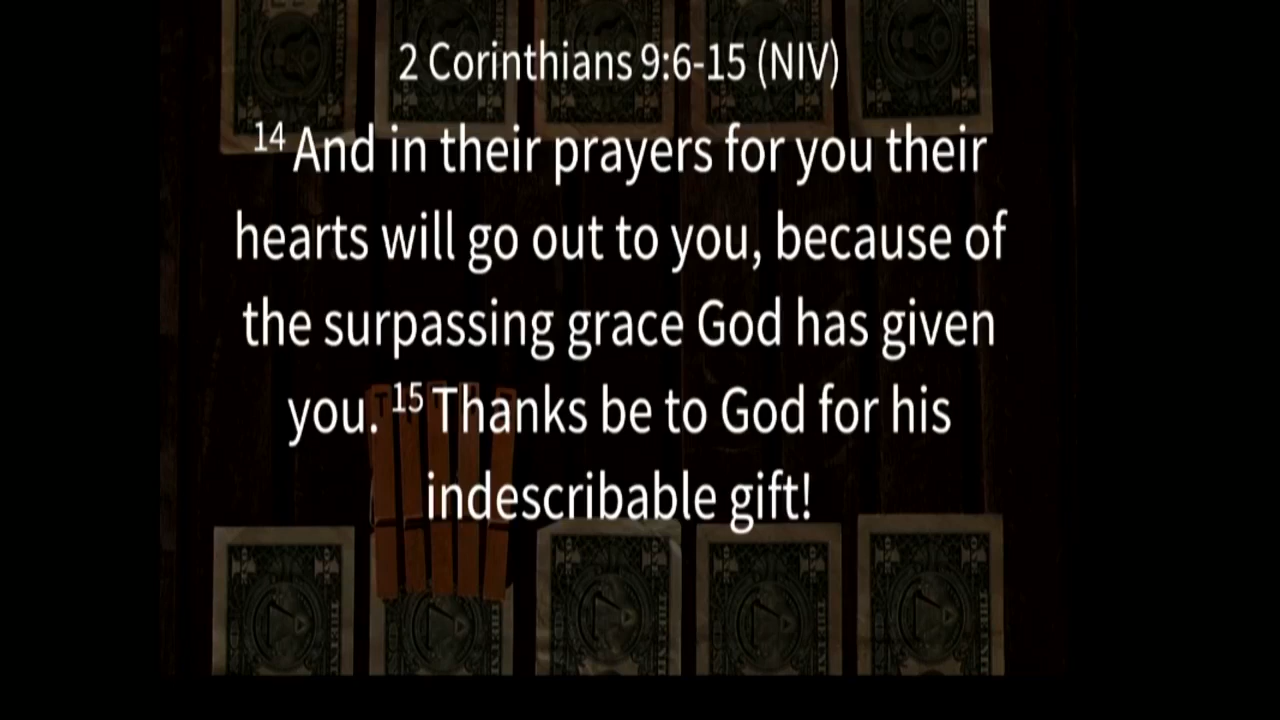 2 Corinthians 9:6-15 (NIV)
14 And in their prayers for you their
hearts will go out to you, because of
the surpassing grace God has given
you. 15 Thanks be to God for his
indescribable gift!